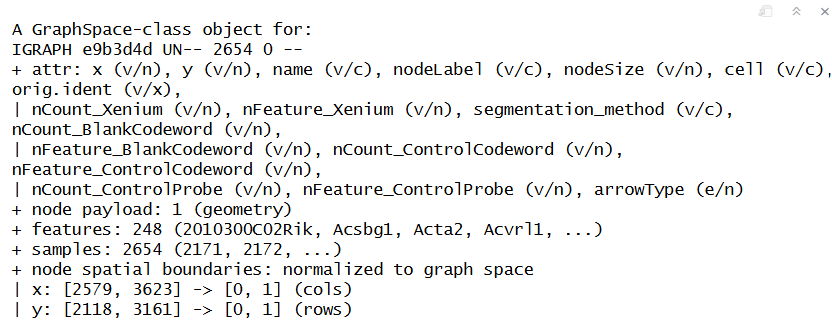 A GraphSpace-class object for:
IGRAPH e9b3d4d UN-- 2654 0 --
+ attr: x (v/n), y (v/n), name (v/c), nodeLabel (v/c), nodeSize (v/n), cell (v/c),
orig.ident (v/x),
| nCount_Xenium (v/n), nFeature_Xenium (v/n), segmentation_method (v/c),
nCount_BlankCodeword (v/n),
| nFeature_BlankCodeword (v/n), nCount_ControlCodeword (v/n),
nFeature_ControlCodeword (v/n),
| nCount_ControlProbe (v/n), nFeature_ControlProbe (v/n), arrowType (e/n)
+ node payload: 1 (geometry)
+ features: 248 (2010300C02Rik, Acsbg1, Acta2, Acvrl1, ...)
+ samples: 2654 (2171, 2172, ...)
+ node spatial boundaries: normalized to graph space
| x: [2579, 3623] -> [0, 1] (cols)
| y: [2118, 3161] -> [0, 1] (rows)